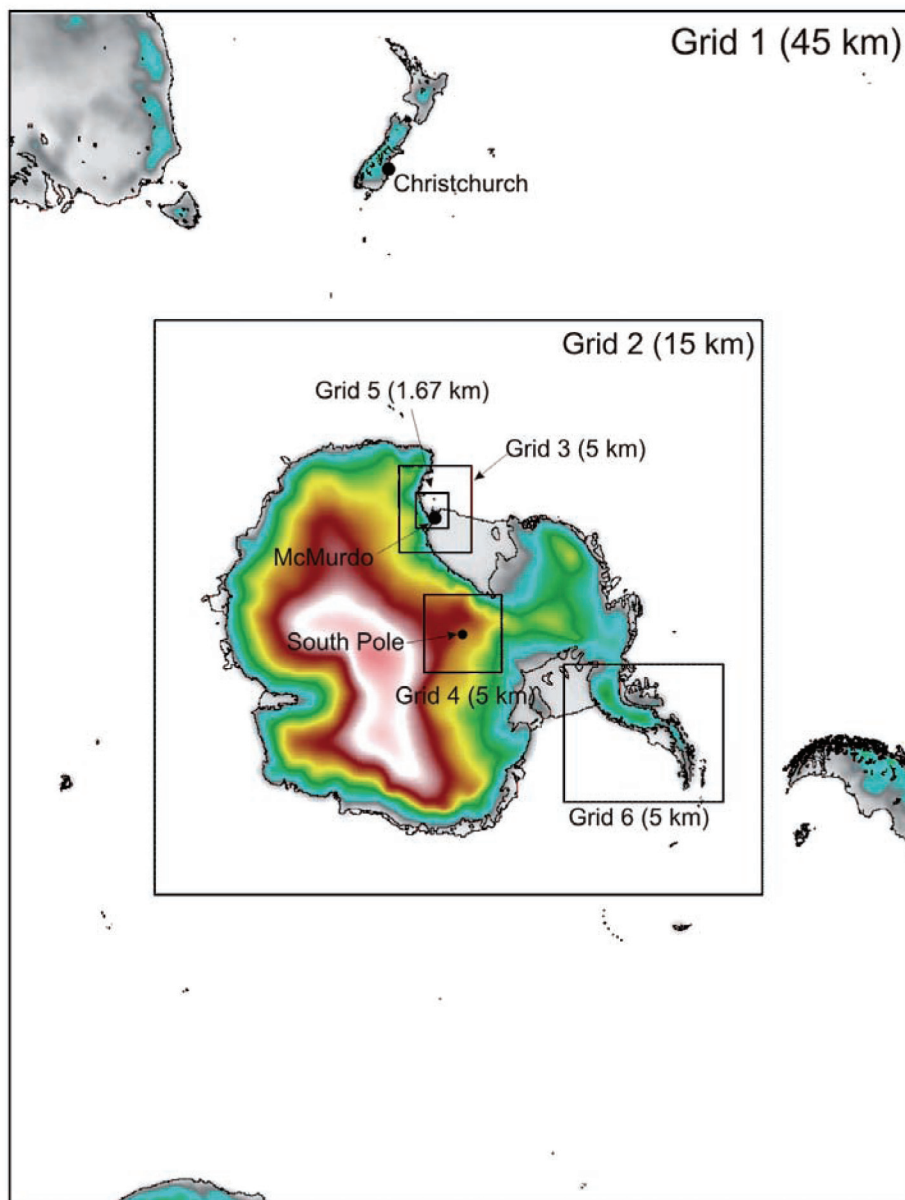 Grid 1 (45 km)
Christchurch
Grid 2 (15 km)
Grid 5 (1.67 km)
Grid 3 (5 km)
McMurdo
South Pole
Grid 4 (5 km)
Grid 6 (5 km)